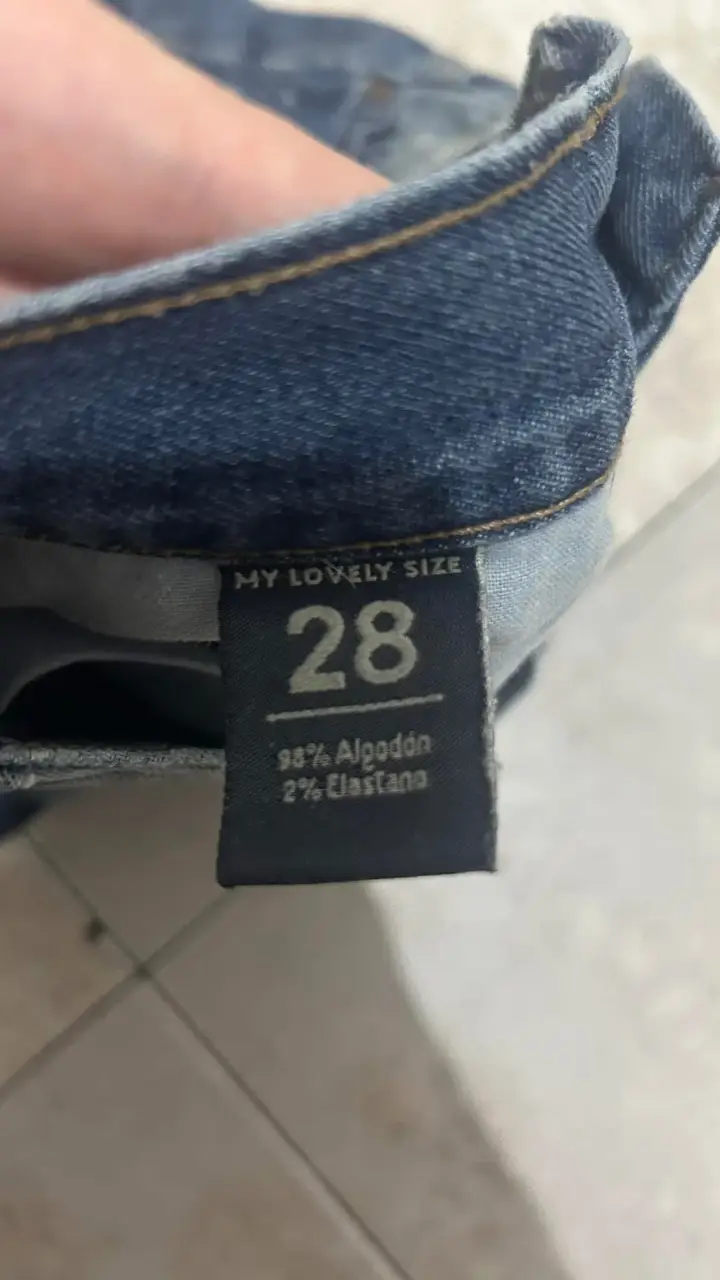 MY LOVELY SIZE
28
98% Algodón
2% Elastano